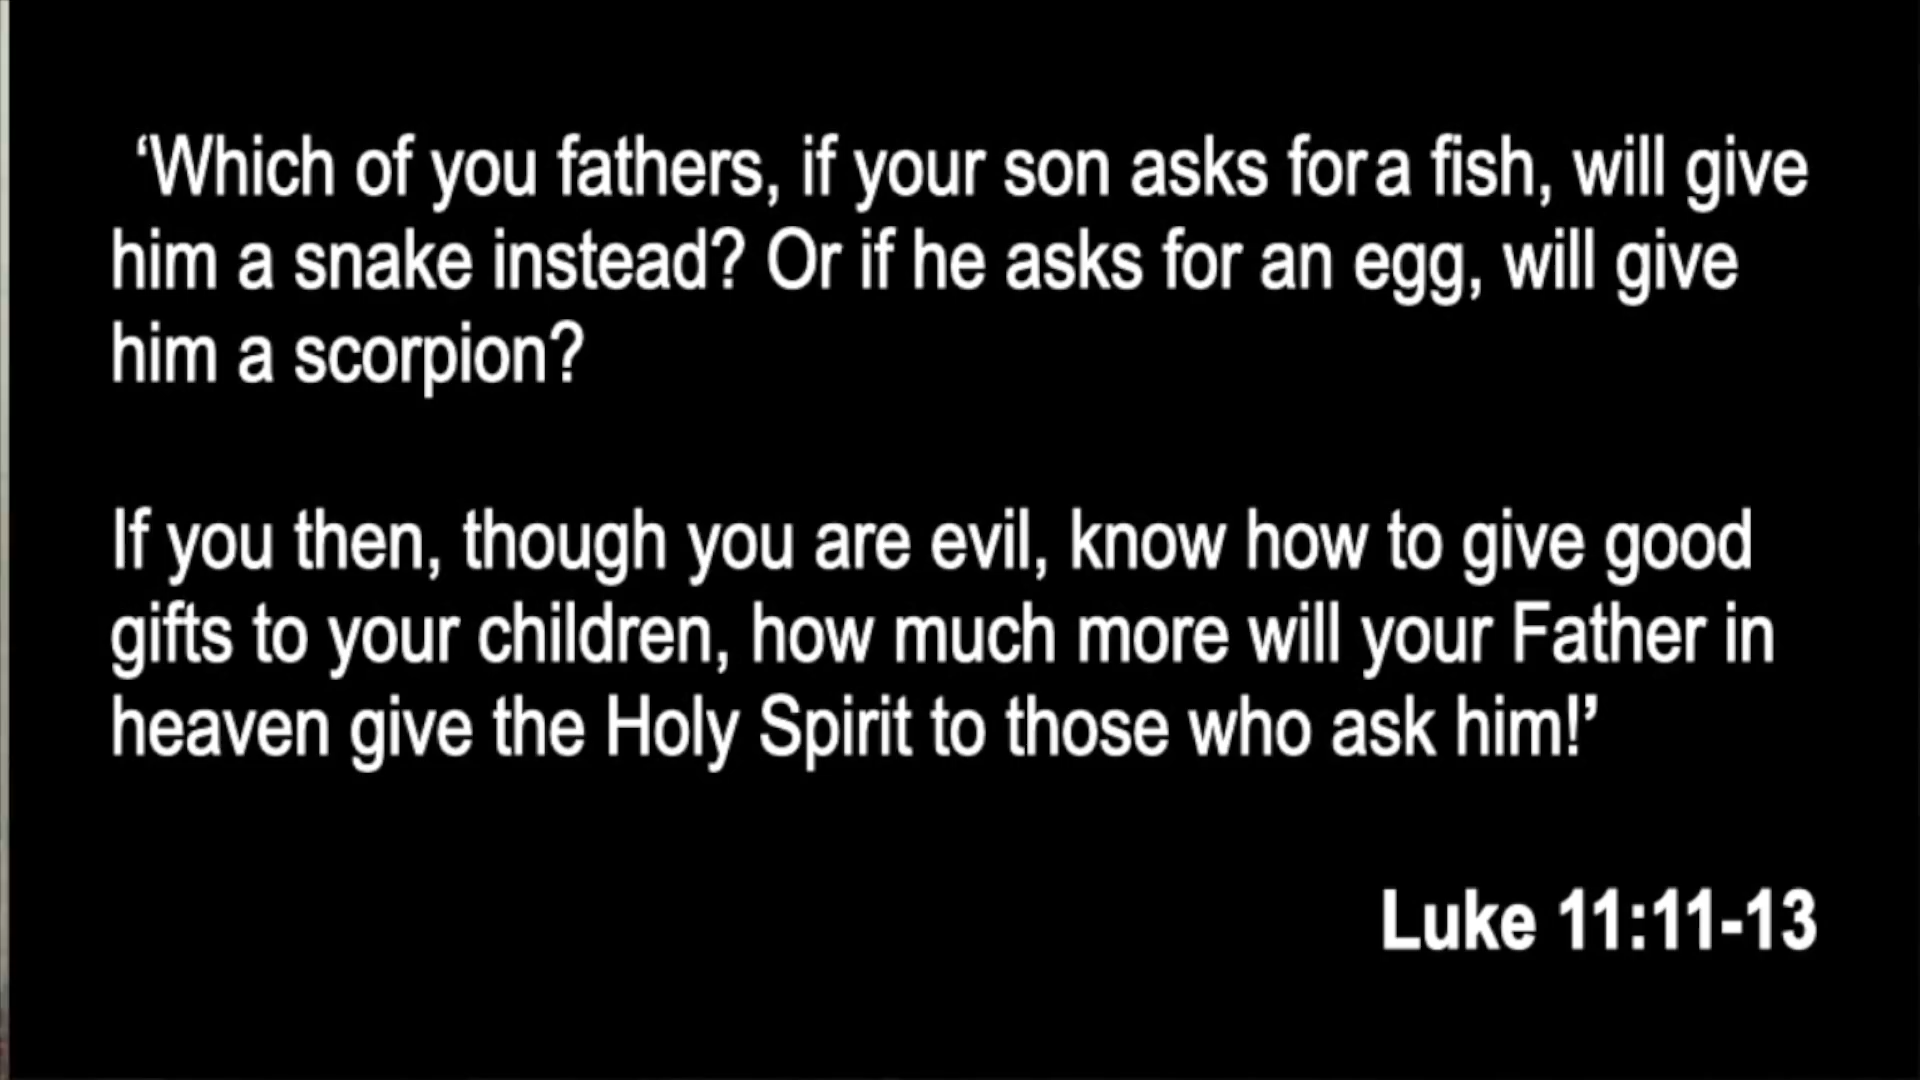 ‘Which of you fathers, if your son asks for a fish, will give
him a snake instead? Or if he asks for an egg, will give
him a scorpion?
If you then, though you are evil, know how to give good
gifts to your children, how much more will your Father in
heaven give the Holy Spirit to those who ask him!’
Luke 11:11-13